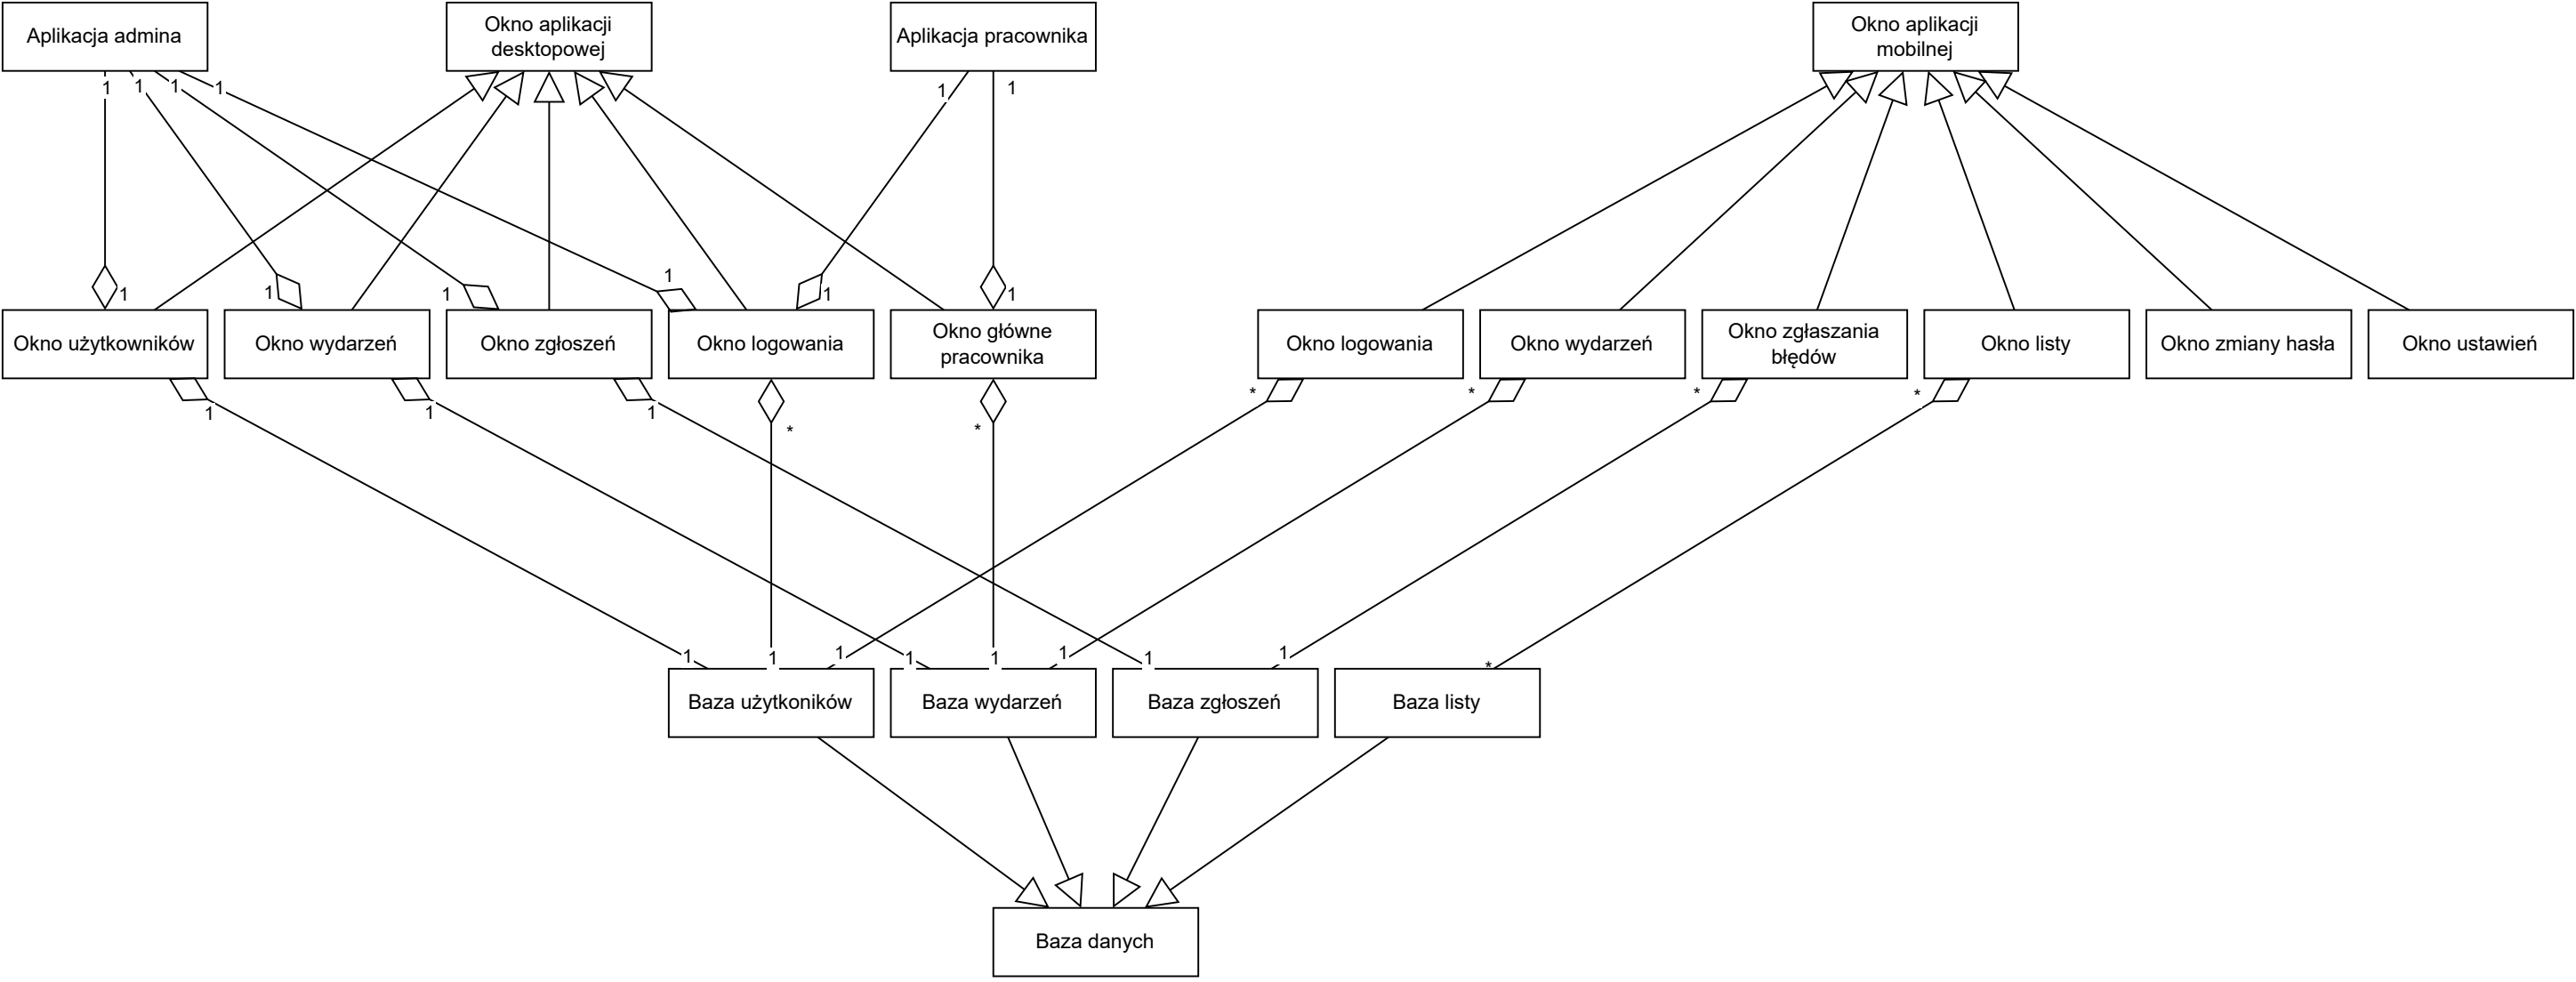 Aplikacja admina
Okno aplikacji
desktopowej
Aplikacja pracownika
Okno aplikacji
mobilnej
1
1
1
1
1
1
1
1
1
1
1
1
Okno użytkowników
Okno wydarzeń
Okno zgłoszeń
Okno logowania
Okno główne
pracownika
Okno logowania
Okno wydarzeń
Okno zgłaszania
błędów
Okno listy
Okno zmiany hasła
Okno ustawień
1
1
1
*
*
*
*
*
*
1
1
1
1
1
1
1
1
*
Baza użytkoników
Baza wydarzeń
Baza zgłoszeń
Baza listy
Baza danych